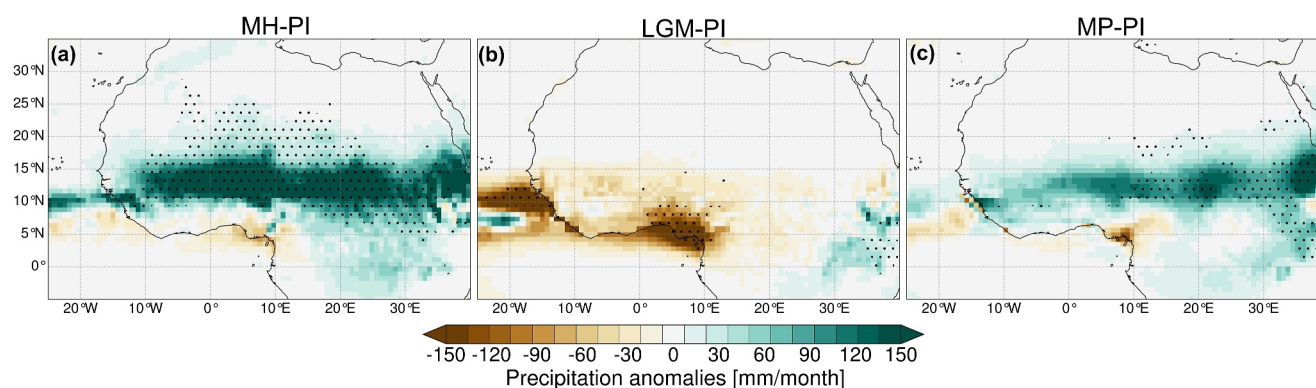 MH-PI LGM-PI MP-PI
(a) (b) (c)
30°N
25°N
20°N
15°N
10°N
5°N
0°
20°W 10°W 0° 10°E 20°E 30°E 20°W 10°W 0° 10°E 20°E 30°E 20°W 10°W 0° 10°E 20°E 30°E
-150 -120 -90 -60 -30 0 30 60 90 120 150
Precipitation anomalies [mm/month]